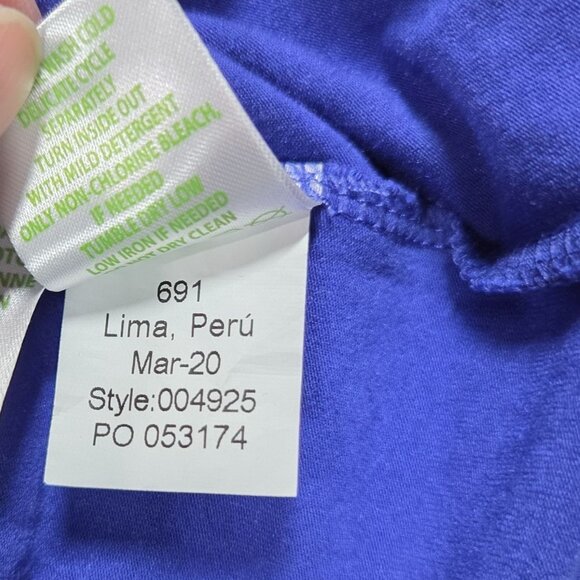 WASH COLD
DELICATE CYCLE
SEPARATELY
TURN INSIDE OUT
WITH MILD DETERGENT
ONLY NON-CHLORINE BLEACH,
IF NEEDED
TUMBLE DRY LOW
LOW IRON IF NEEDED
NOT DRY CLEAN
691
Lima, Perú
Mar-20
Style:004925
PO 053174